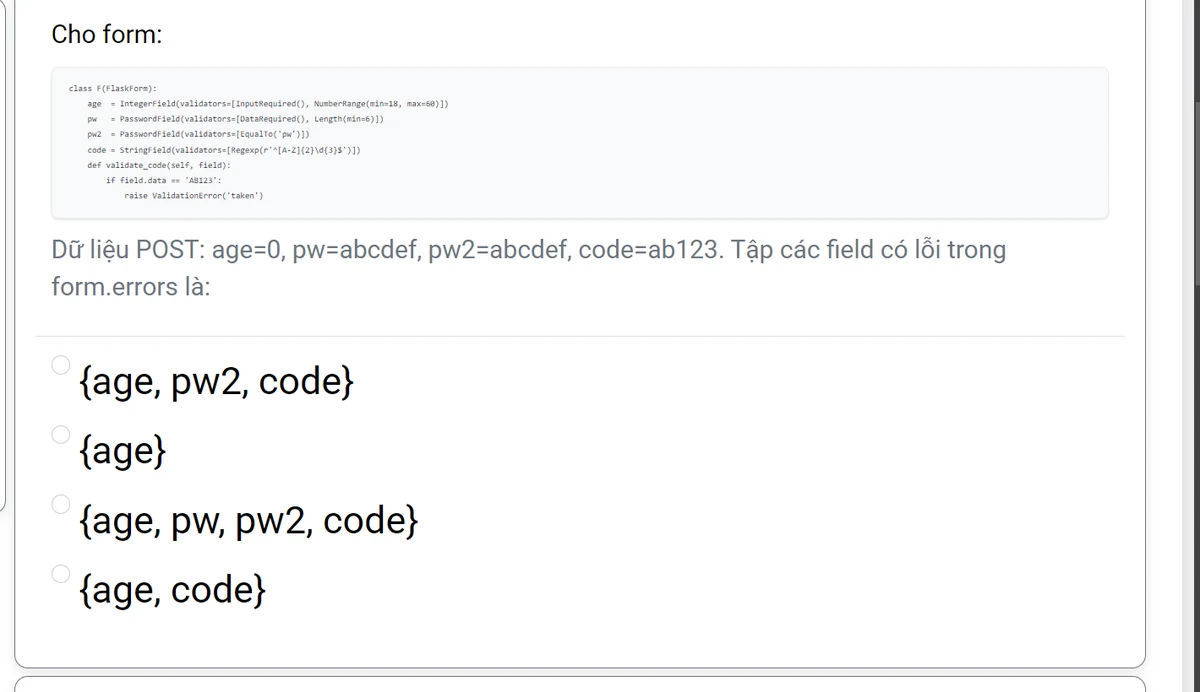 Cho form:
class F(FlaskForm):
    age  = IntegerField(validators=[InputRequired(), NumberRange(min=18, max=60)])
    pw   = PasswordField(validators=[DataRequired(), Length(min=6)])
    pw2  = PasswordField(validators=[EqualTo('pw')])
    code = StringField(validators=[Regexp(r'^[A-Z]{2}\d{3}$')])
    def validate_code(self, field):
        if field.data == 'AB123':
            raise ValidationError('taken')
Dữ liệu POST: age=0, pw=abcdef, pw2=abcdef, code=ab123. Tập các field có lỗi trong
form.errors là:
{age, pw2, code}
{age}
{age, pw, pw2, code}
{age, code}